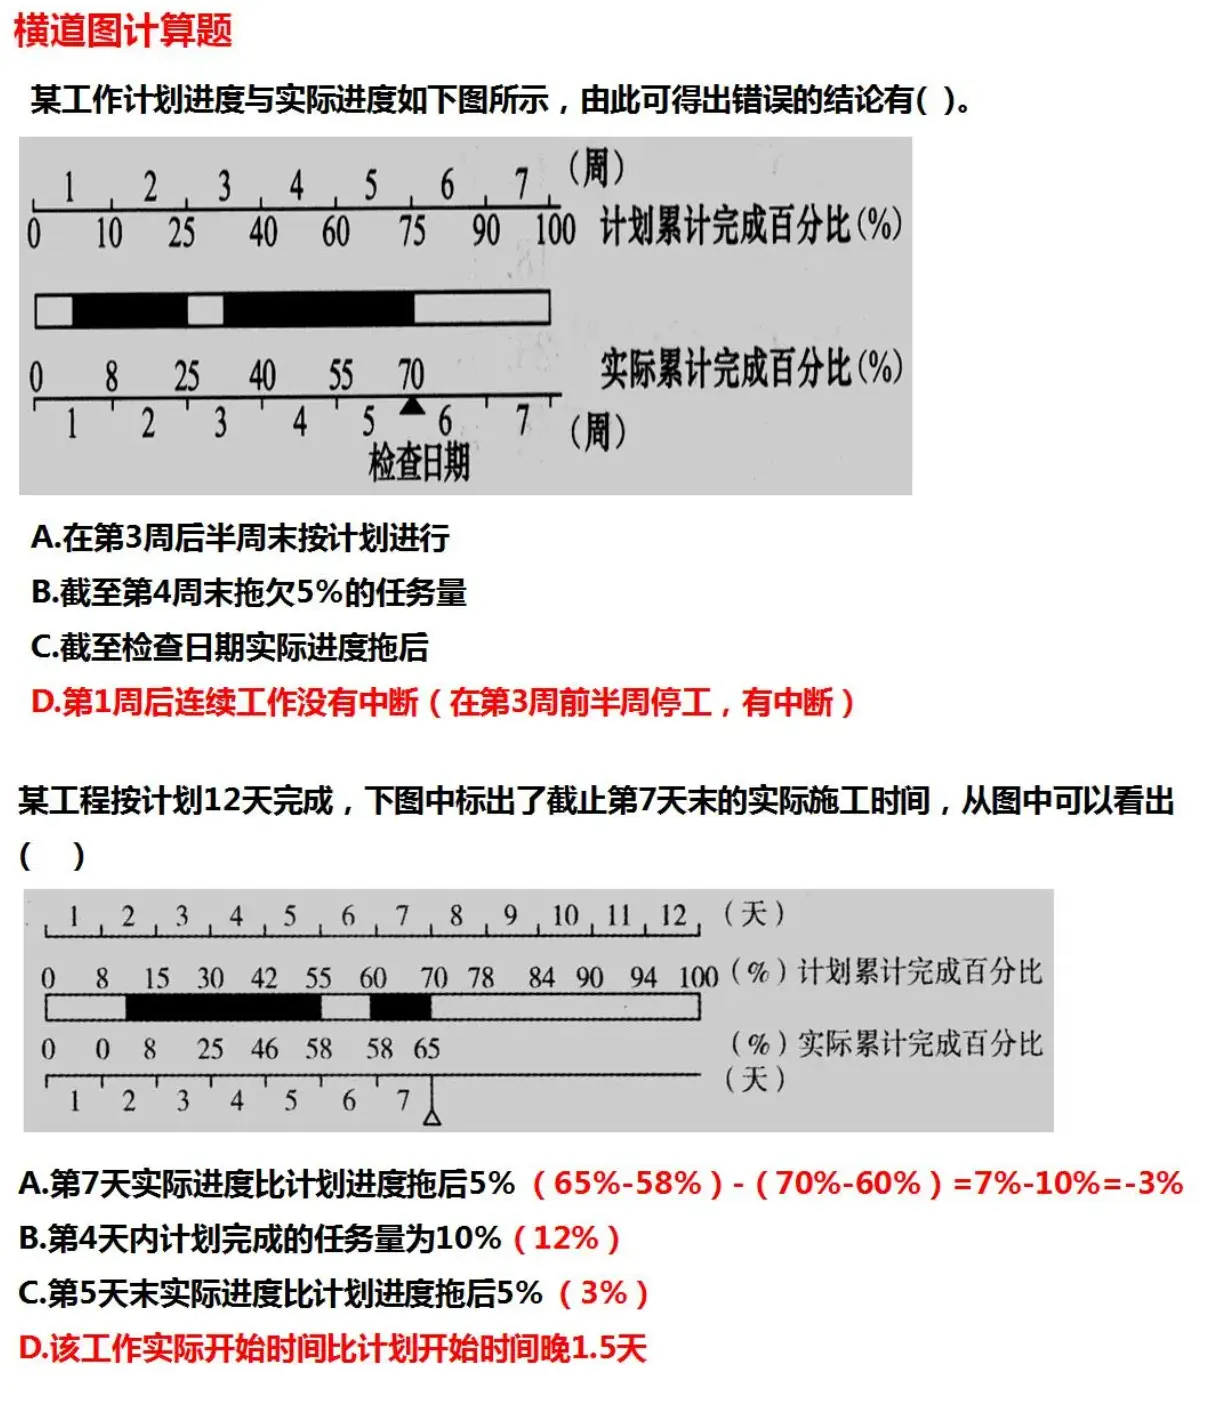 横道图计算题
某工作计划进度与实际进度如下图所示，由此可得出错误的结论有( )。
1 2 3 4 5 6 7 (周)
0 10 25 40 60 75 90 100 计划累计完成百分比(%)
0 8 25 40 55 70 实际累计完成百分比(%)
1 2 3 4 5 6 7 (周)
检查日期
A.在第3周后半周末按计划进行
B.截至第4周末拖欠5%的任务量
C.截至检查日期实际进度拖后
D.第1周后连续工作没有中断（在第3周前半周停工，有中断）
某工程按计划12天完成，下图中标出了截止第7天末的实际施工时间，从图中可以看出
( )
1 2 3 4 5 6 7 8 9 10 11 12 (天)
0 8 15 30 42 55 60 70 78 84 90 94 100 (%)计划累计完成百分比
0 0 8 25 46 58 58 65 (%)实际累计完成百分比
1 2 3 4 5 6 7 (天)
A.第7天实际进度比计划进度拖后5%（65%-58%）-（70%-60%）=7%-10%=-3%
B.第4天内计划完成的任务量为10%（12%）
C.第5天末实际进度比计划进度拖后5%（3%）
D.该工作实际开始时间比计划开始时间晚1.5天